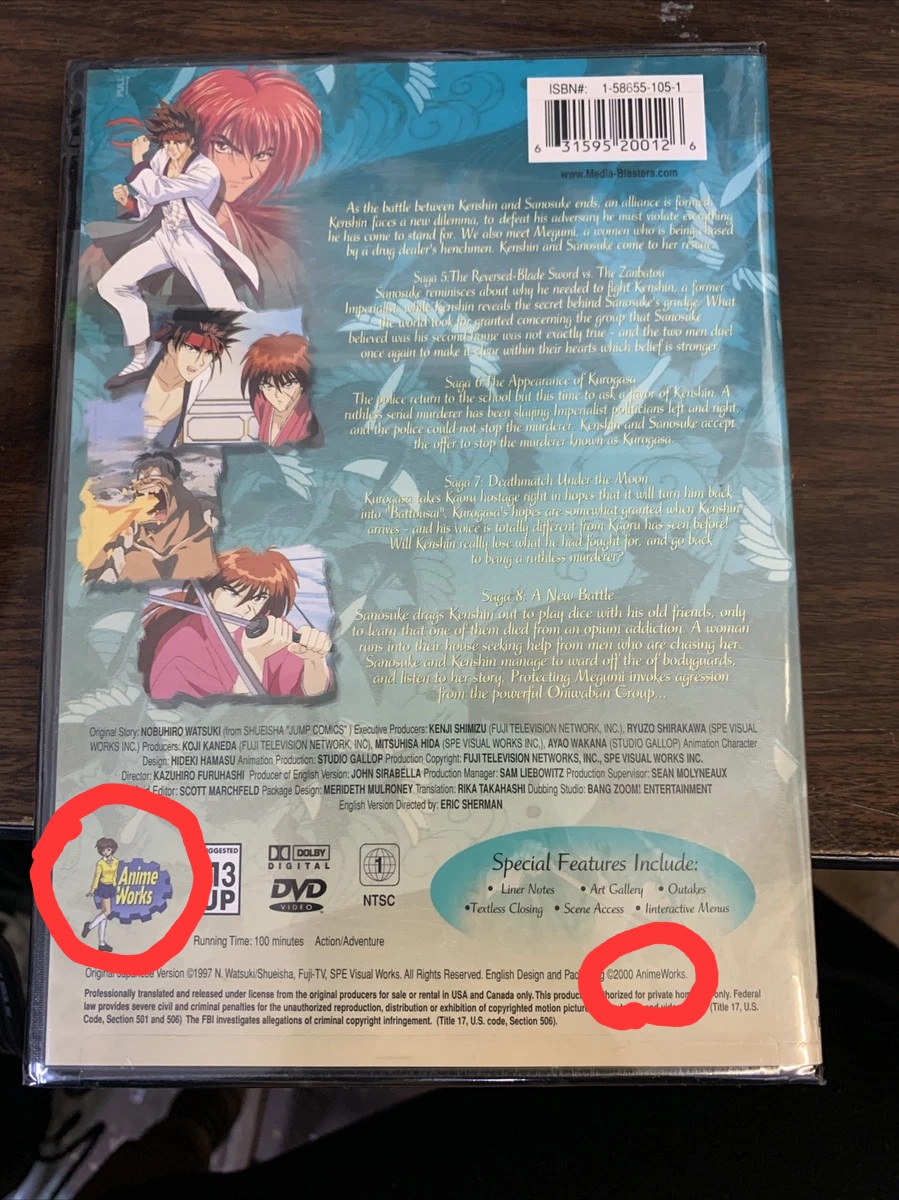 PULL
ISBN#: 1-58655-105-1
6 31595 20012 6
www.Media-Blasters.com
As the battle between Kenshin and Sanosuke ends, an alliance is formed.
Kenshin faces a new dilemma, to defeat his adversary he must violate everything
he has come to stand for. We also meet Megumi, a women who is being chased
by a drug dealer's henchmen. Kenshin and Sanosuke come to her rescue.
Saga 5:The Reversed-Blade Sword vs. The Zanbatou
Sanosuke reminisces about why he needed to fight Kenshin, a former
Imperialist, while Kenshin reveals the secret behind Sanosuke's grudge. What
the world took for granted concerning the group that Sanosuke
believed was his second home was not exactly true - and the two men duel
once again to make it clear within their hearts which belief is stronger.
Saga 6:The Appearance of Kurogasa
The police return to the school but this time to ask a favor of Kenshin. A
ruthless serial murderer has been slaying Imperialist politicians left and right,
and the police could not stop the murderer. Kenshin and Sanosuke accept
the offer to stop the murderer known as Kurogasa.
Saga 7: Deathmatch Under the Moon
Kurogasa takes Kaoru hostage right in hopes that it will turn him back
into "Battousai". Kurogasa's hopes are somewhat granted when Kenshin
arrives - and his voice is totally different from Kaoru has seen before!
Will Kenshin really lose what he had fought for, and go back
to being a ruthless murderer?
Saga 8: A New Battle
Sanosuke drags Kenshin out to play dice with his old friends, only
to learn that one of them died from an opium addiction. A woman
runs into their house seeking help from men who are chasing her.
Sanosuke and Kenshin manage to ward off the of bodyguards,
and listen to her story, Protecting Megumi invokes agression
from the powerful Oniwaban Group...
Original Story: NOBUHIRO WATSUKI (from SHUEISHA "JUMP COMICS" ) Executive Producers: KENJI SHIMIZU (FUJI TELEVISION NETWORK, INC.), RYUZO SHIRAKAWA (SPE VISUAL
WORKS INC.) Producers: KOJI KANEDA (FUJI TELEVISION NETWORK, INC), MITSUHISA HIDA (SPE VISUAL WORKS INC.), AYAO WAKANA (STUDIO GALLOP) Animation Character
Design: HIDEKI HAMASU Animation Production: STUDIO GALLOP Production Copyright: FUJI TELEVISION NETWORKS, INC., SPE VISUAL WORKS INC.
Director: KAZUHIRO FURUHASHI Producer of English Version: JOHN SIRABELLA Production Manager: SAM LIEBOWITZ Production Supervisor: SEAN MOLYNEAUX
Editor: SCOTT MARCHFELD Package Design: MERIDETH MULRONEY Translation: RIKA TAKAHASHI Dubbing Studio: BANG ZOOM! ENTERTAINMENT
English Version Directed by: ERIC SHERMAN
Anime
Works
13
UP
DOLBY
DIGITAL
DVD
VIDEO
1
NTSC
Special Features Include:
• Liner Notes • Art Gallery • Outakes
•Textless Closing • Scene Access • Iinteractive Menus
Running Time: 100 minutes Action/Adventure
Original Japanese Version ©1997 N. Watsuki/Shueisha, Fuji-TV, SPE Visual Works. All Rights Reserved. English Design and ©2000 AnimeWorks.
Professionally translated and released under license from the original producers for sale or rental in USA and Canada only. This for private only. Federal
law provides severe civil and criminal penalties for the unauthorized reproduction, distribution or exhibition of copyrighted motion (Title 17, U.S.
Code, Section 501 and 506) The FBI investigates allegations of criminal copyright infringement. (Title 17, U.S. code, Section 506).